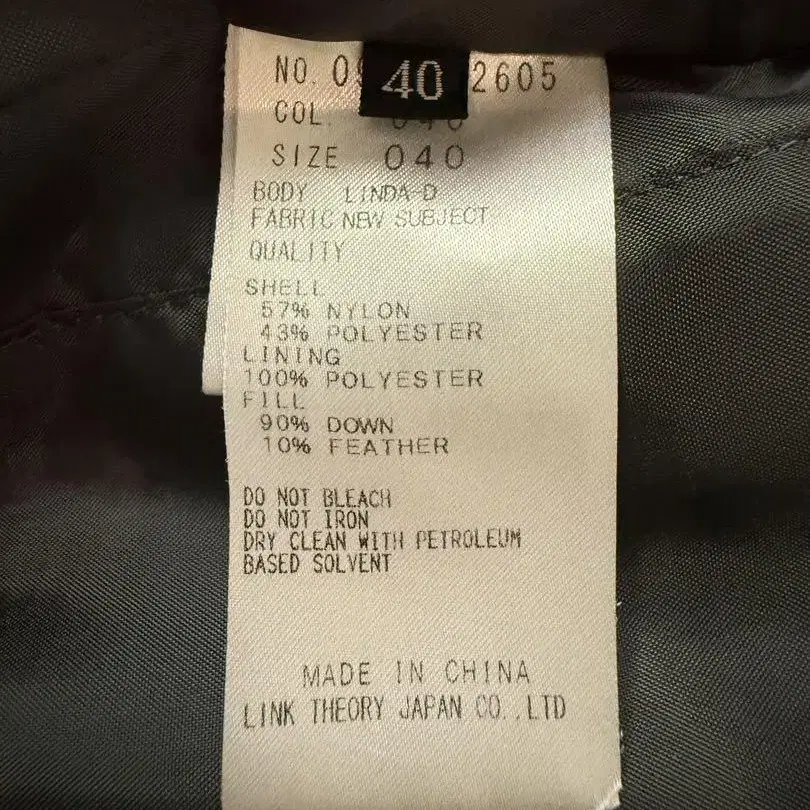 40
NO. 0 2605
COL.
SIZE 040
BODY LINDA-D
FABRIC NEW SUBJECT
QUALITY
SHELL
57% NYLON
43% POLYESTER
LINING
100% POLYESTER
FILL
90% DOWN
10% FEATHER
DO NOT BLEACH
DO NOT IRON
DRY CLEAN WITH PETROLEUM
BASED SOLVENT
MADE IN CHINA
LINK THEORY JAPAN CO.,LTD